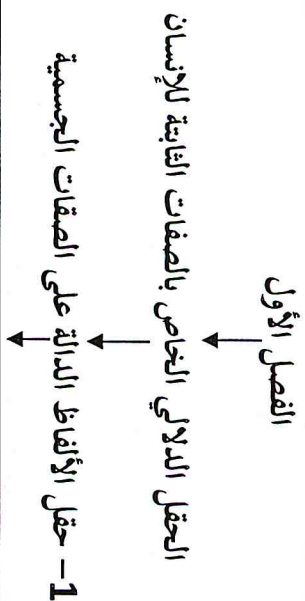 الفصل الأول
الحقل الدلالي الخاص بالصفات الثابتة للإنسان
1- حقل الألفاظ الدالة على الصفات الجسمية